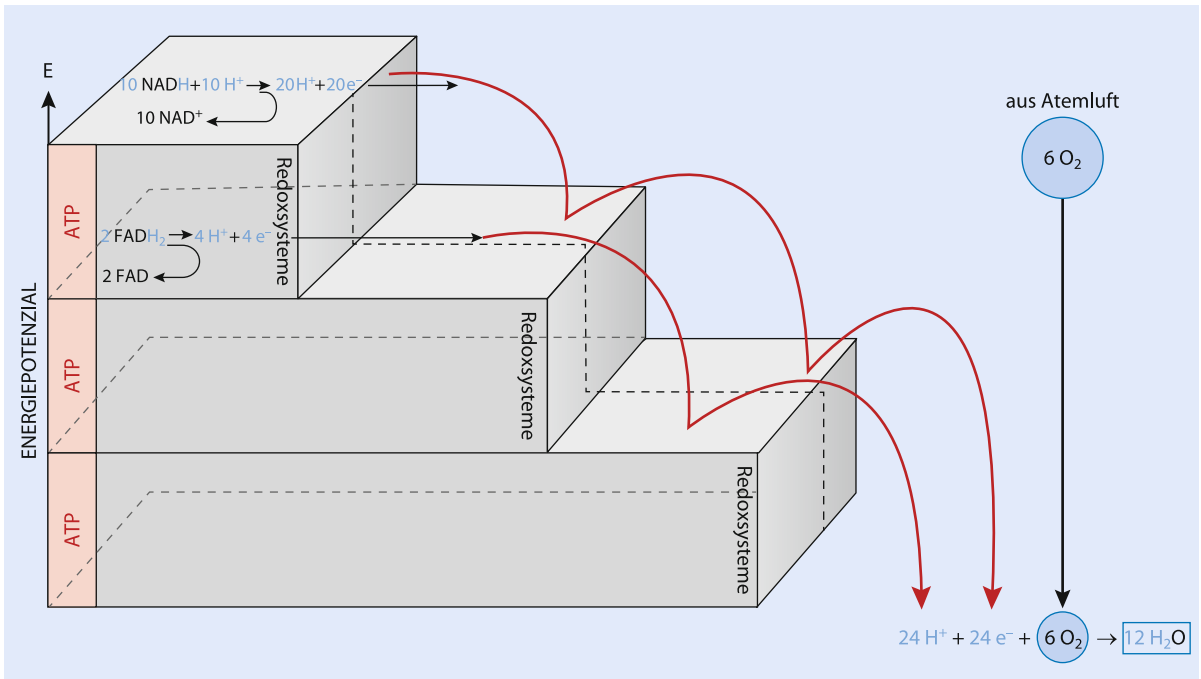 E
10 NADH+10 H⁺ → 20H⁺+20e⁻
10 NAD⁺
aus Atemluft
6 O₂
ENERGIEPOTENZIAL
ATP
Redoxsysteme
2 FADH₂ → 4 H⁺ + 4 e⁻
2 FAD
ATP
Redoxsysteme
ATP
Redoxsysteme
24 H⁺ + 24 e⁻ + 6 O₂ → 12 H₂O